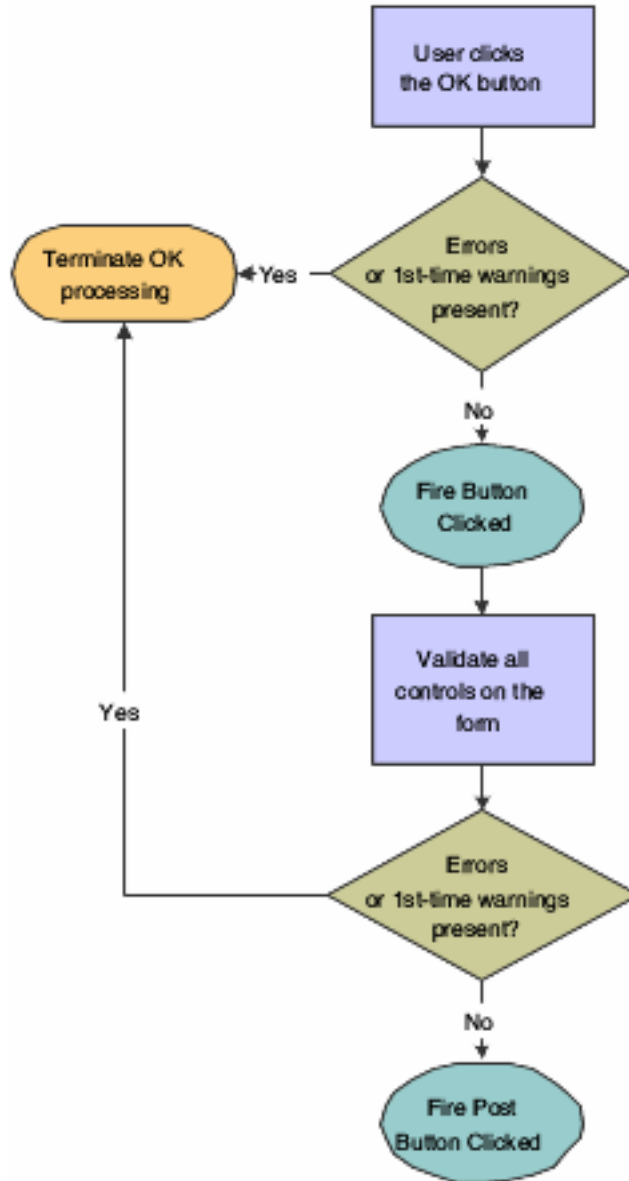 User clicks
the OK button
Errors
or 1st-time warnings
present?
Yes
Terminate OK
processing
No
Fire Button
Clicked
Validate all
controls on the
form
Yes
Errors
or 1st-time warnings
present?
No
Fire Post
Button Clicked